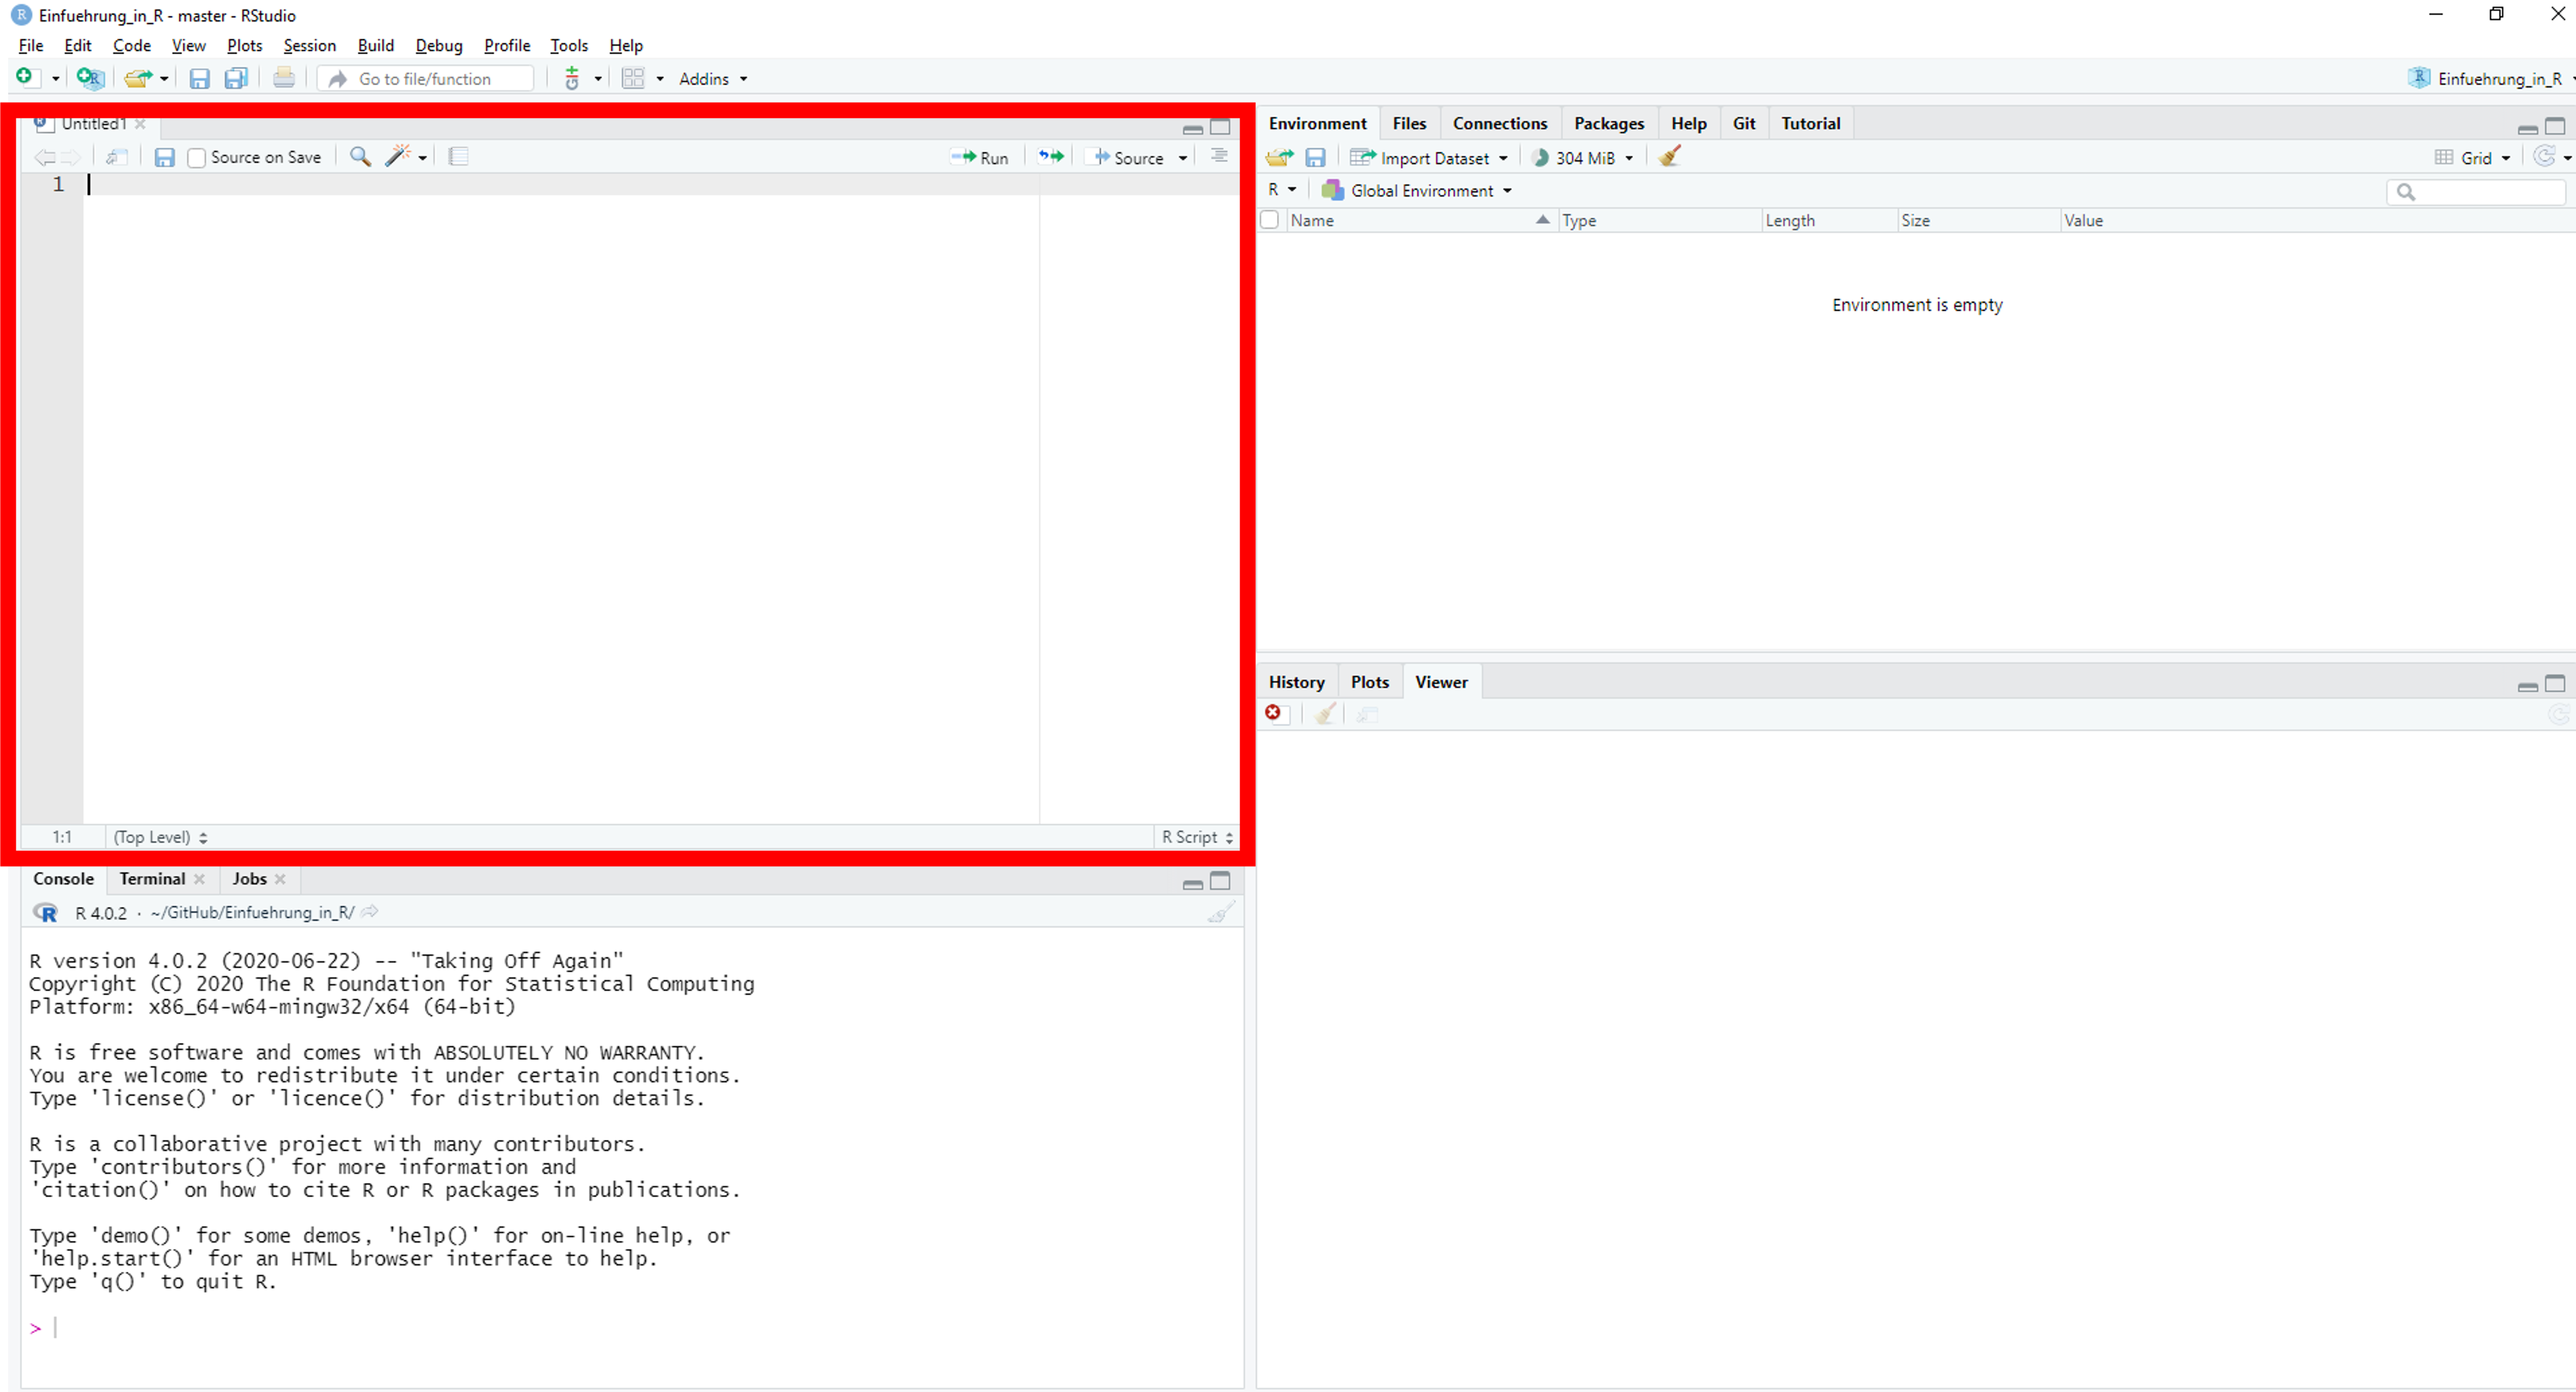 Einfuehrung_in_R - master - RStudio
File Edit Code View Plots Session Build Debug Profile Tools Help
Go to file/function Addins Einfuehrung_in_R
Untitled1
Source on Save Run Source
1
1:1 (Top Level) R Script
Console Terminal Jobs
R 4.0.2 · ~/GitHub/Einfuehrung_in_R/
R version 4.0.2 (2020-06-22) -- "Taking Off Again"
Copyright (C) 2020 The R Foundation for Statistical Computing
Platform: x86_64-w64-mingw32/x64 (64-bit)
R is free software and comes with ABSOLUTELY NO WARRANTY.
You are welcome to redistribute it under certain conditions.
Type 'license()' or 'licence()' for distribution details.
R is a collaborative project with many contributors.
Type 'contributors()' for more information and
'citation()' on how to cite R or R packages in publications.
Type 'demo()' for some demos, 'help()' for on-line help, or
'help.start()' for an HTML browser interface to help.
Type 'q()' to quit R.
>
Environment Files Connections Packages Help Git Tutorial
Import Dataset 304 MiB Grid
R Global Environment
Name Type Length Size Value
Environment is empty
History Plots Viewer